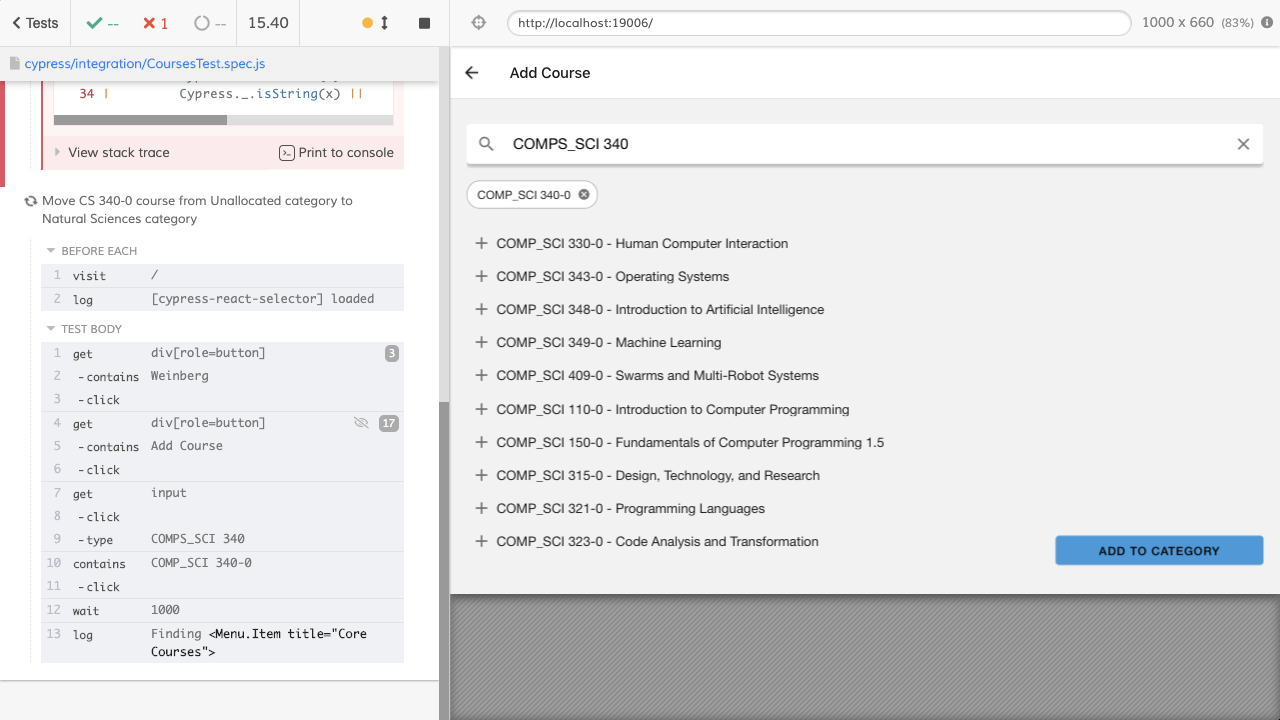 Tests
--
1
--
15.40
http://localhost:19006/
1000 x 660 (83%)
cypress/integration/CoursesTest.spec.js
34 | Cypress._.isString(x) ||
View stack trace
Print to console
Move CS 340-0 course from Unallocated category to
Natural Sciences category
BEFORE EACH
1 visit /
2 log [cypress-react-selector] loaded
TEST BODY
1 get div[role=button] 3
2 -contains Weinberg
3 -click
4 get div[role=button] 17
5 -contains Add Course
6 -click
7 get input
8 -click
9 -type COMPS_SCI 340
10 contains COMP_SCI 340-0
11 -click
12 wait 1000
13 log Finding <Menu.Item title="Core
Courses">
Add Course
COMPS_SCI 340
COMP_SCI 340-0
COMP_SCI 330-0 - Human Computer Interaction
COMP_SCI 343-0 - Operating Systems
COMP_SCI 348-0 - Introduction to Artificial Intelligence
COMP_SCI 349-0 - Machine Learning
COMP_SCI 409-0 - Swarms and Multi-Robot Systems
COMP_SCI 110-0 - Introduction to Computer Programming
COMP_SCI 150-0 - Fundamentals of Computer Programming 1.5
COMP_SCI 315-0 - Design, Technology, and Research
COMP_SCI 321-0 - Programming Languages
COMP_SCI 323-0 - Code Analysis and Transformation
ADD TO CATEGORY